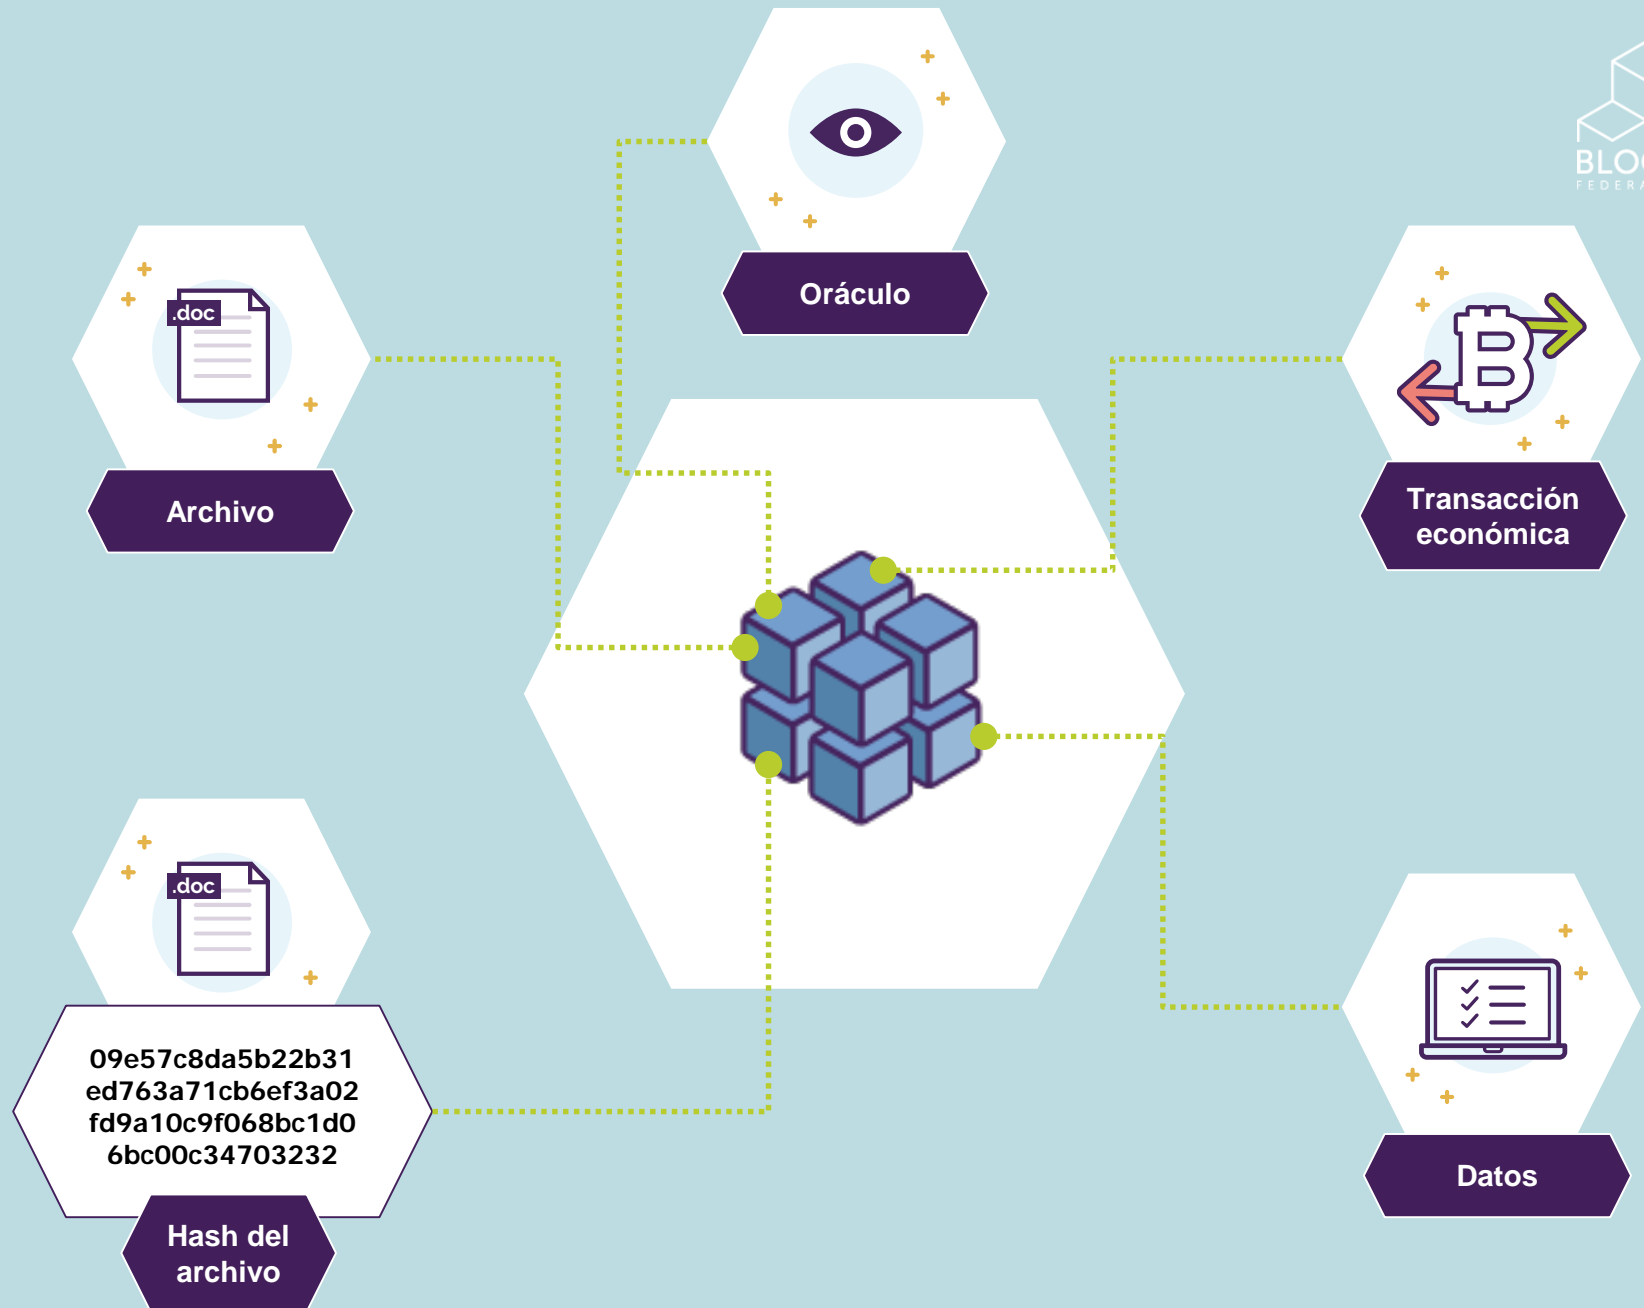 Oráculo
.doc
Archivo
Transacción
económica
.doc
09e57c8da5b22b31
ed763a71cb6ef3a02
fd9a10c9f068bc1d0
6bc00c34703232
Hash del
archivo
Datos